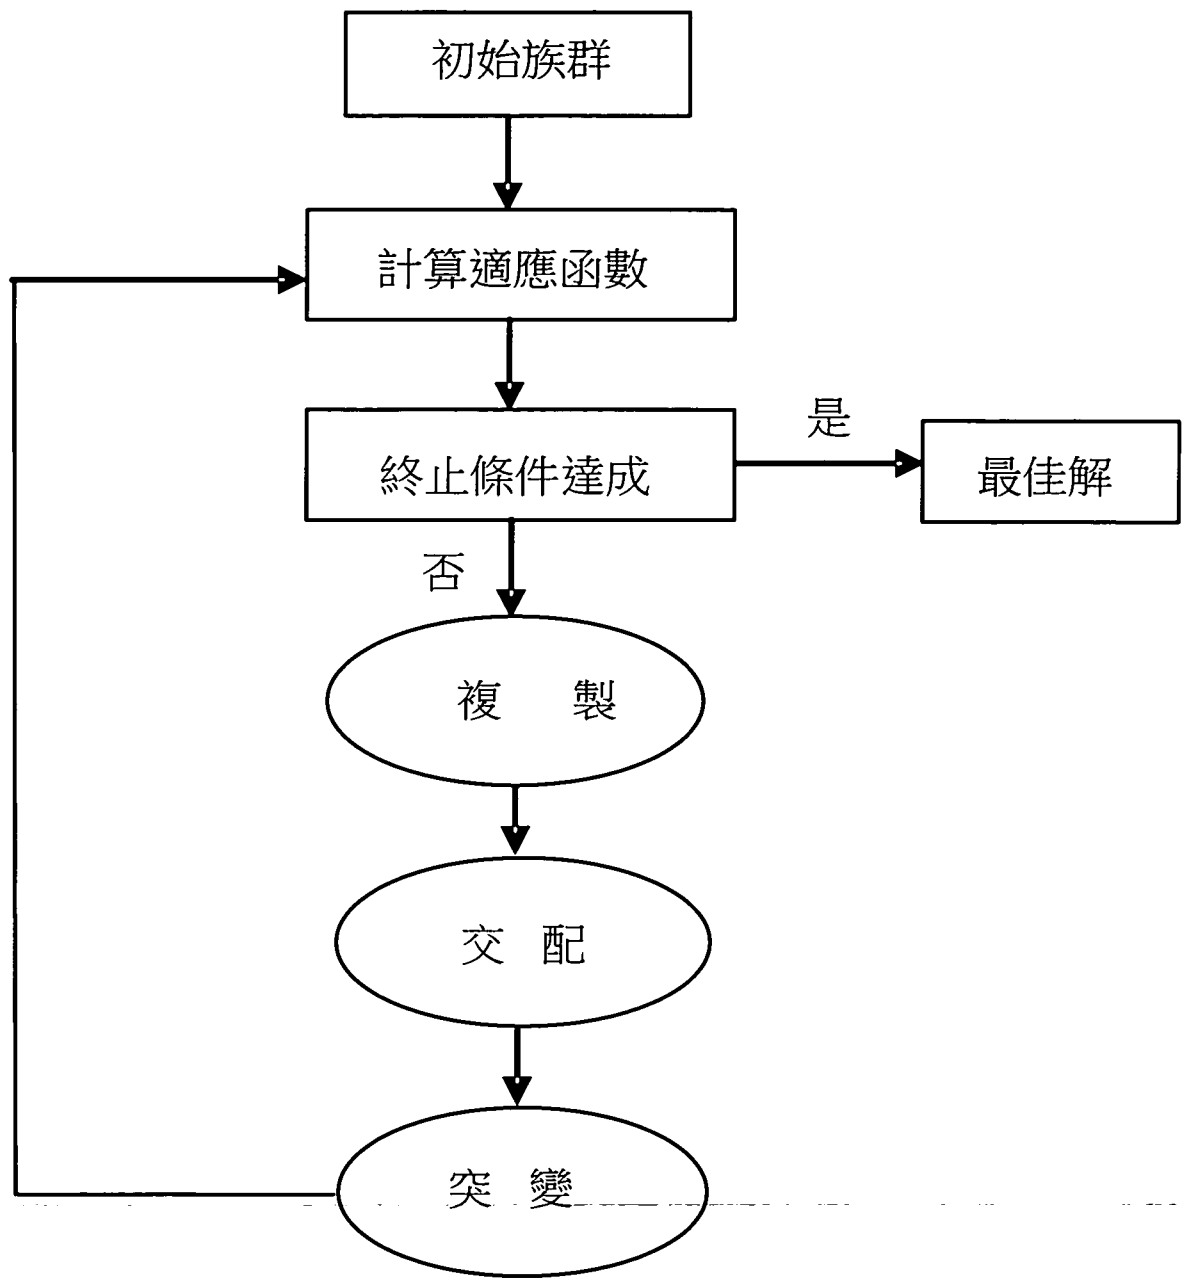 初始族群
計算適應函數
終止條件達成
是
最佳解
否
複 製
交 配
突 變